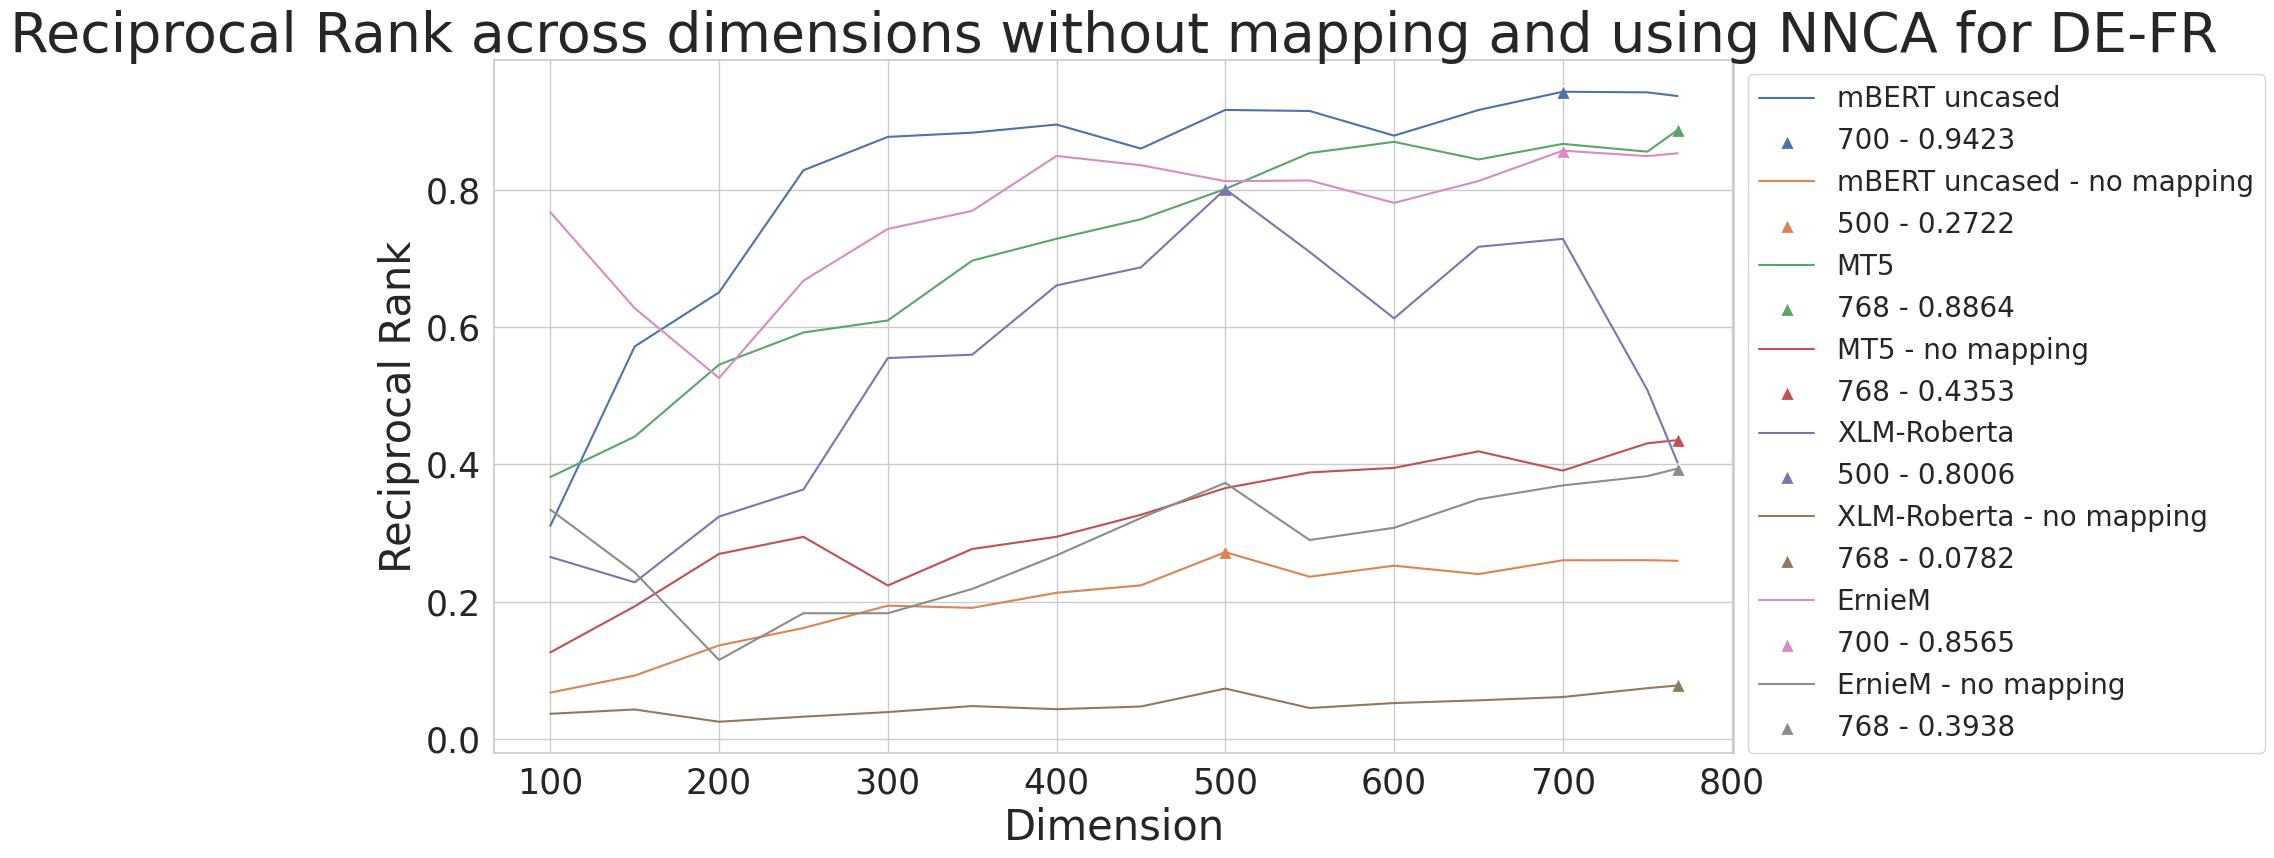 Reciprocal Rank across dimensions without mapping and using NNCA for DE-FR
Reciprocal Rank
0.8
0.6
0.4
0.2
0.0
100 200 300 400 500 600 700 800
Dimension
mBERT uncased
700 - 0.9423
mBERT uncased - no mapping
500 - 0.2722
MT5
768 - 0.8864
MT5 - no mapping
768 - 0.4353
XLM-Roberta
500 - 0.8006
XLM-Roberta - no mapping
768 - 0.0782
ErnieM
700 - 0.8565
ErnieM - no mapping
768 - 0.3938